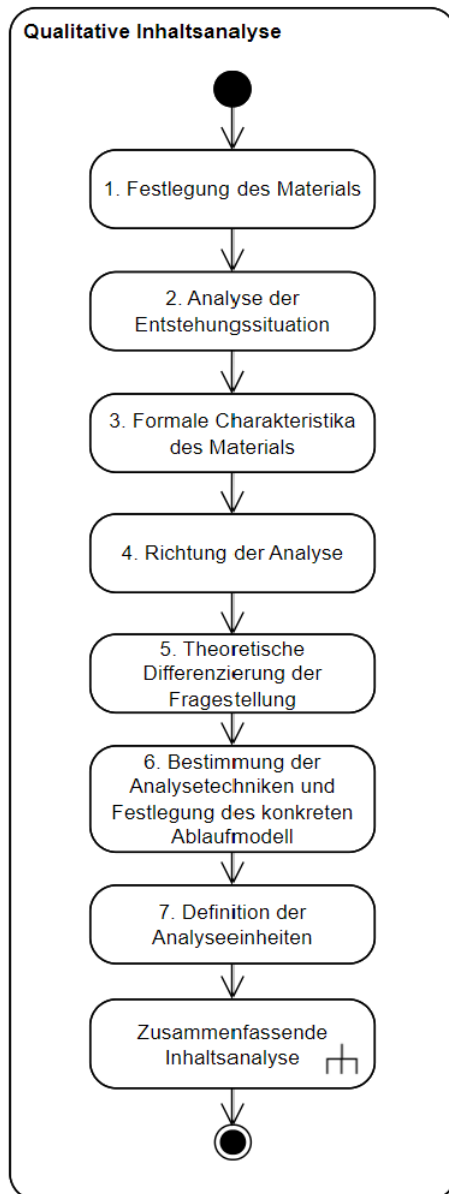 Qualitative Inhaltsanalyse
1. Festlegung des Materials
2. Analyse der
Entstehungssituation
3. Formale Charakteristika
des Materials
4. Richtung der Analyse
5. Theoretische
Differenzierung der
Fragestellung
6. Bestimmung der
Analysetechniken und
Festlegung des konkreten
Ablaufmodell
7. Definition der
Analyseeinheiten
Zusammenfassende
Inhaltsanalyse